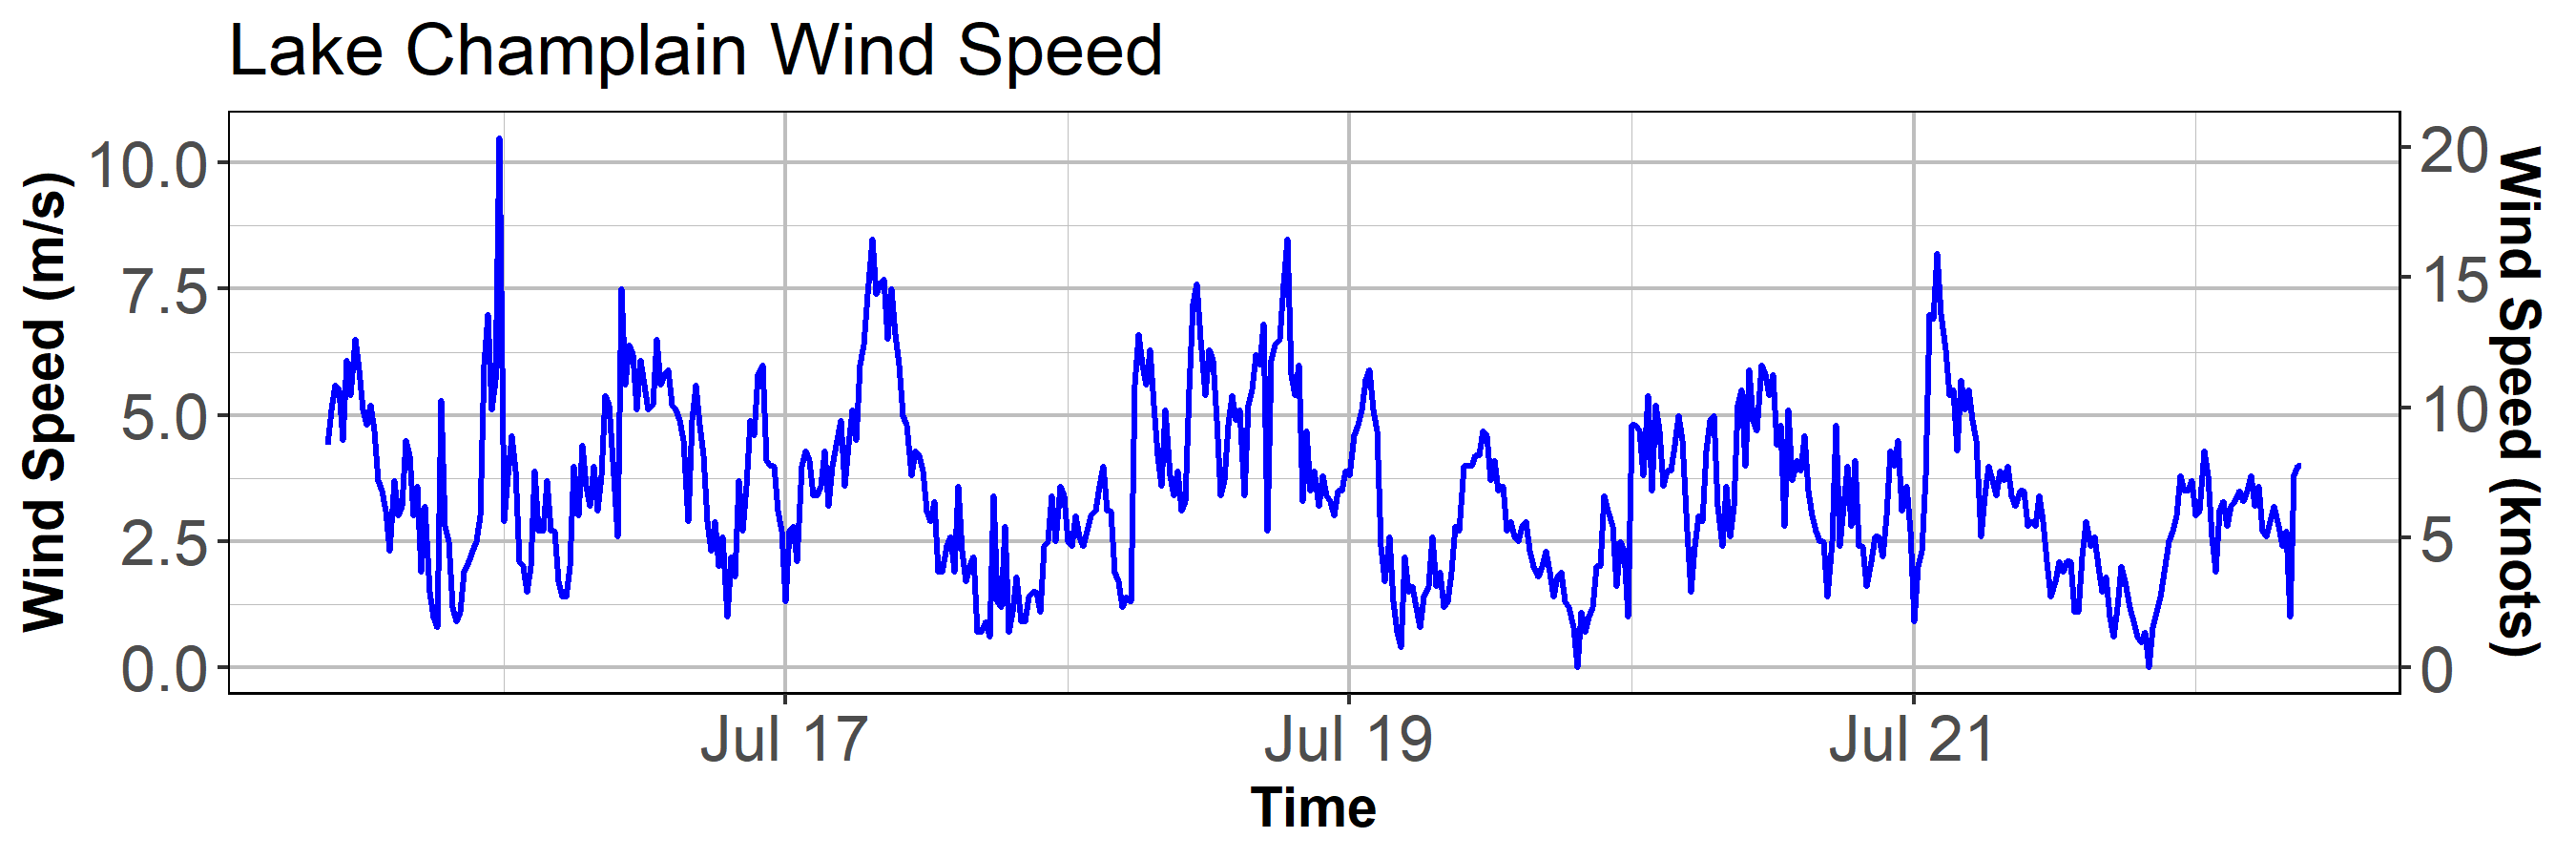 Lake Champlain Wind Speed
Wind Speed (m/s)
10.0
7.5
5.0
2.5
0.0
20
15
10
5
0
Wind Speed (knots)
Jul 17
Jul 19
Jul 21
Time